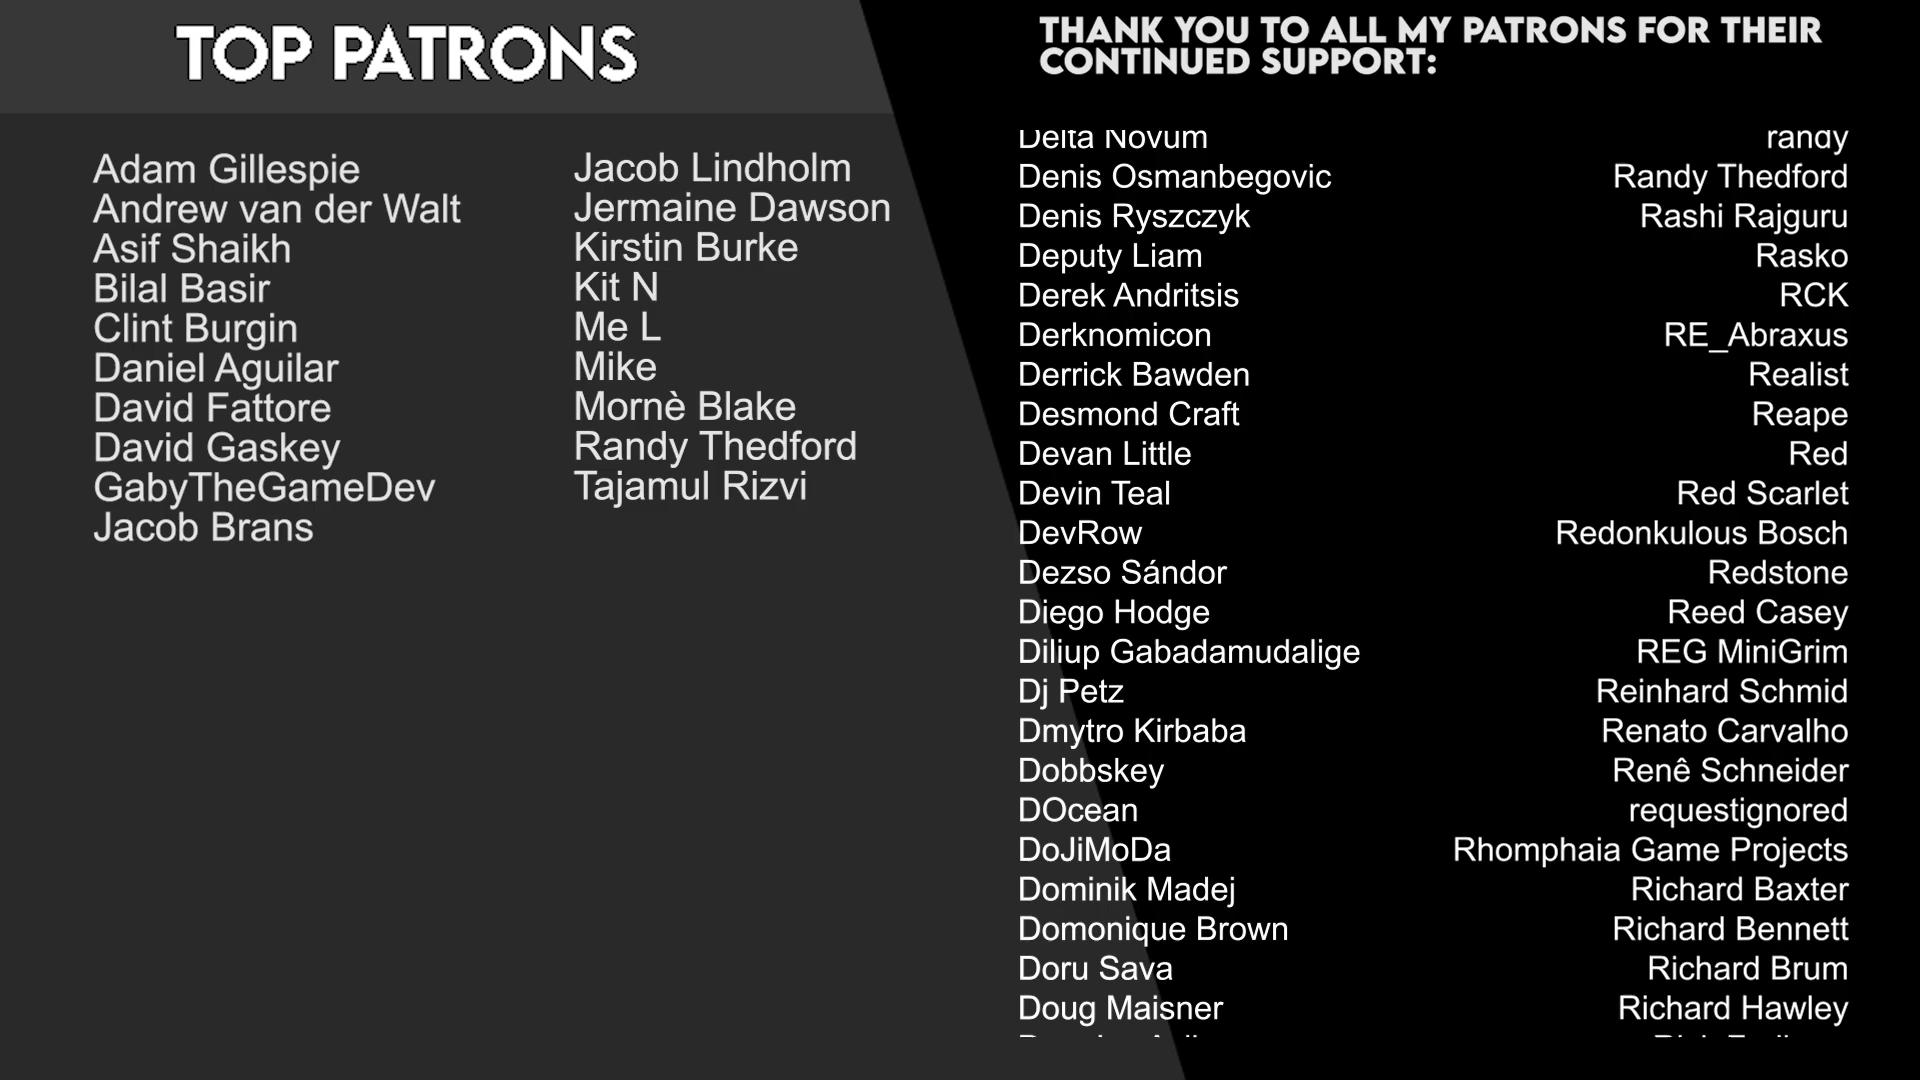 TOP PATRONS
Adam Gillespie
Andrew van der Walt
Asif Shaikh
Bilal Basir
Clint Burgin
Daniel Aguilar
David Fattore
David Gaskey
GabyTheGameDev
Jacob Brans
Jacob Lindholm
Jermaine Dawson
Kirstin Burke
Kit N
Me L
Mike
Mornè Blake
Randy Thedford
Tajamul Rizvi
THANK YOU TO ALL MY PATRONS FOR THEIR
CONTINUED SUPPORT:
Delta Novum
Denis Osmanbegovic
Denis Ryszczyk
Deputy Liam
Derek Andritsis
Derknomicon
Derrick Bawden
Desmond Craft
Devan Little
Devin Teal
DevRow
Dezso Sándor
Diego Hodge
Diliup Gabadamudalige
Dj Petz
Dmytro Kirbaba
Dobbskey
DOcean
DoJiMoDa
Dominik Madej
Domonique Brown
Doru Sava
Doug Maisner
randy
Randy Thedford
Rashi Rajguru
Rasko
RCK
RE_Abraxus
Realist
Reape
Red
Red Scarlet
Redonkulous Bosch
Redstone
Reed Casey
REG MiniGrim
Reinhard Schmid
Renato Carvalho
Renê Schneider
requestignored
Rhomphaia Game Projects
Richard Baxter
Richard Bennett
Richard Brum
Richard Hawley